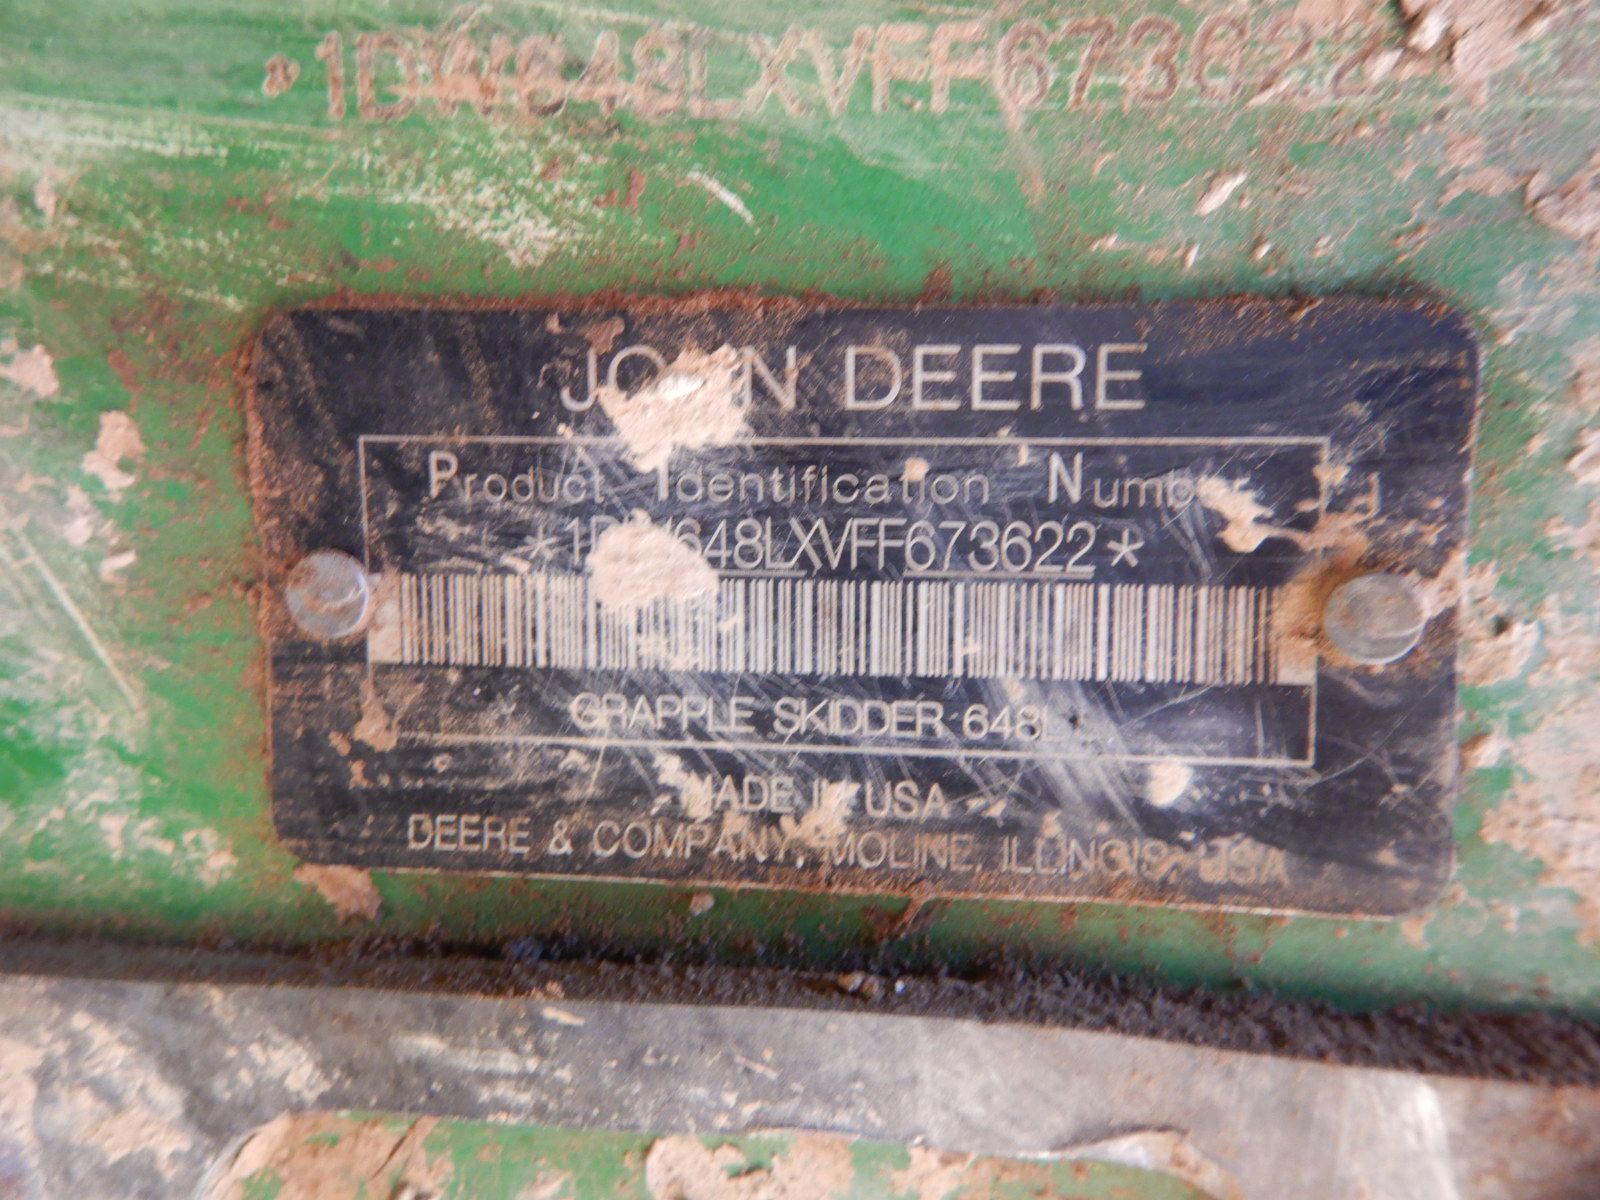 *1DW648LXVFF673622
JOHN DEERE
Product Identification Number
*1DW648LXVFF673622*
GRAPPLE SKIDDER 648L
MADE IN USA
DEERE & COMPANY, MOLINE, ILLINOIS, USA